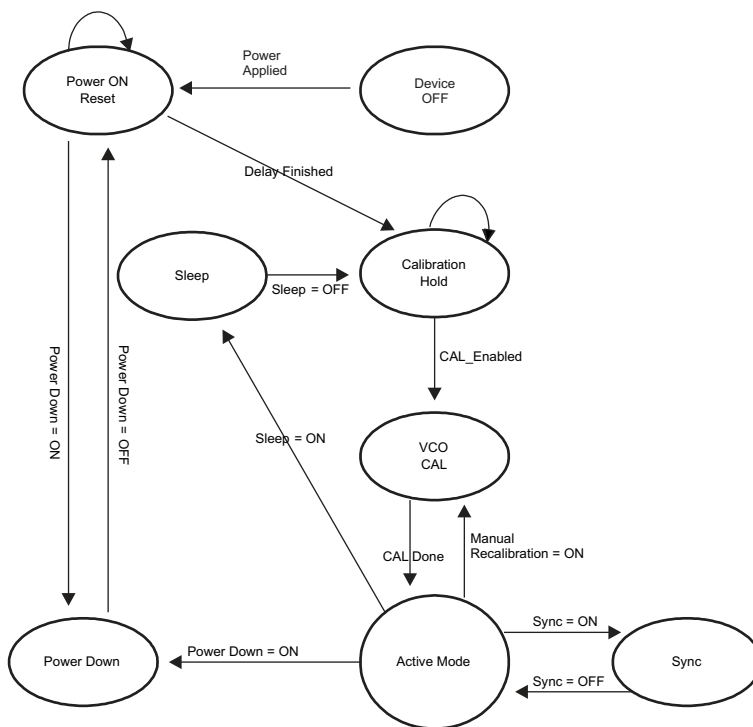 Power
Applied
Power ON
Reset
Device
OFF
Delay Finished
Sleep
Sleep = OFF
Calibration
Hold
Power Down = ON
Power Down = OFF
CAL_Enabled
Sleep = ON
VCO
CAL
CAL Done
Manual
Recalibration = ON
Power Down
Power Down = ON
Active Mode
Sync = ON
Sync = OFF
Sync